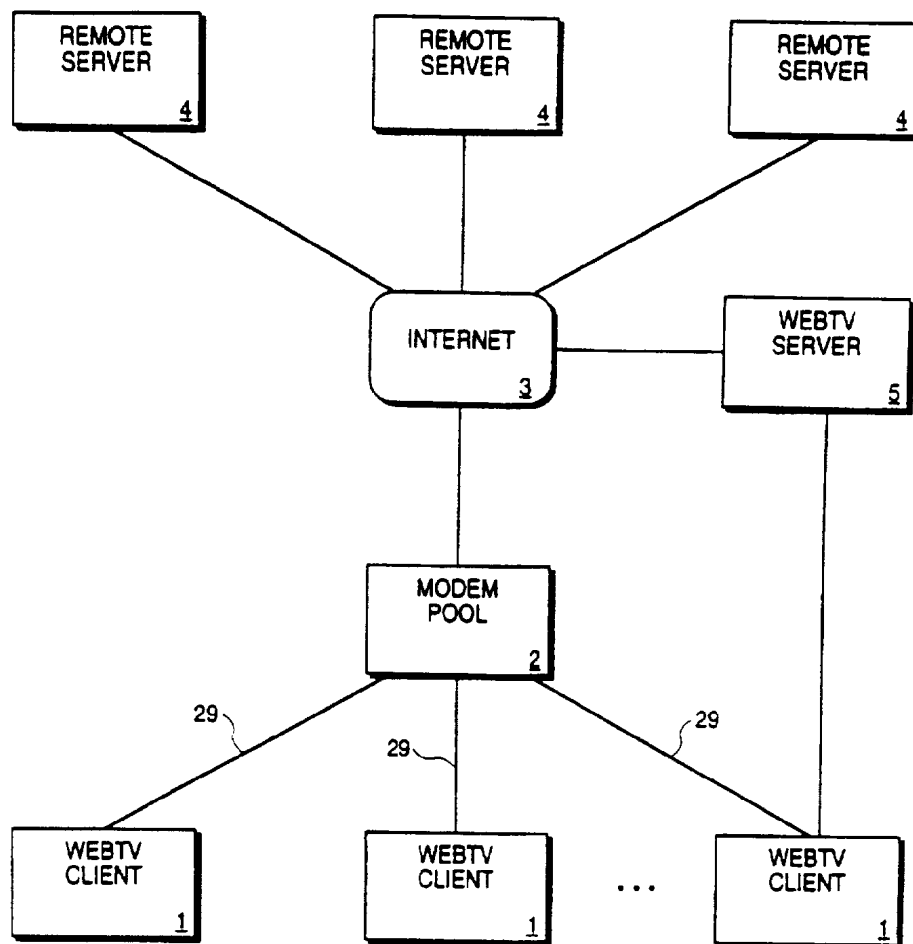 REMOTE
SERVER
4
REMOTE
SERVER
4
REMOTE
SERVER
4
INTERNET
3
WEBTV
SERVER
5
MODEM
POOL
2
29
29
29
WEBTV
CLIENT
1
WEBTV
CLIENT
1
...
WEBTV
CLIENT
1